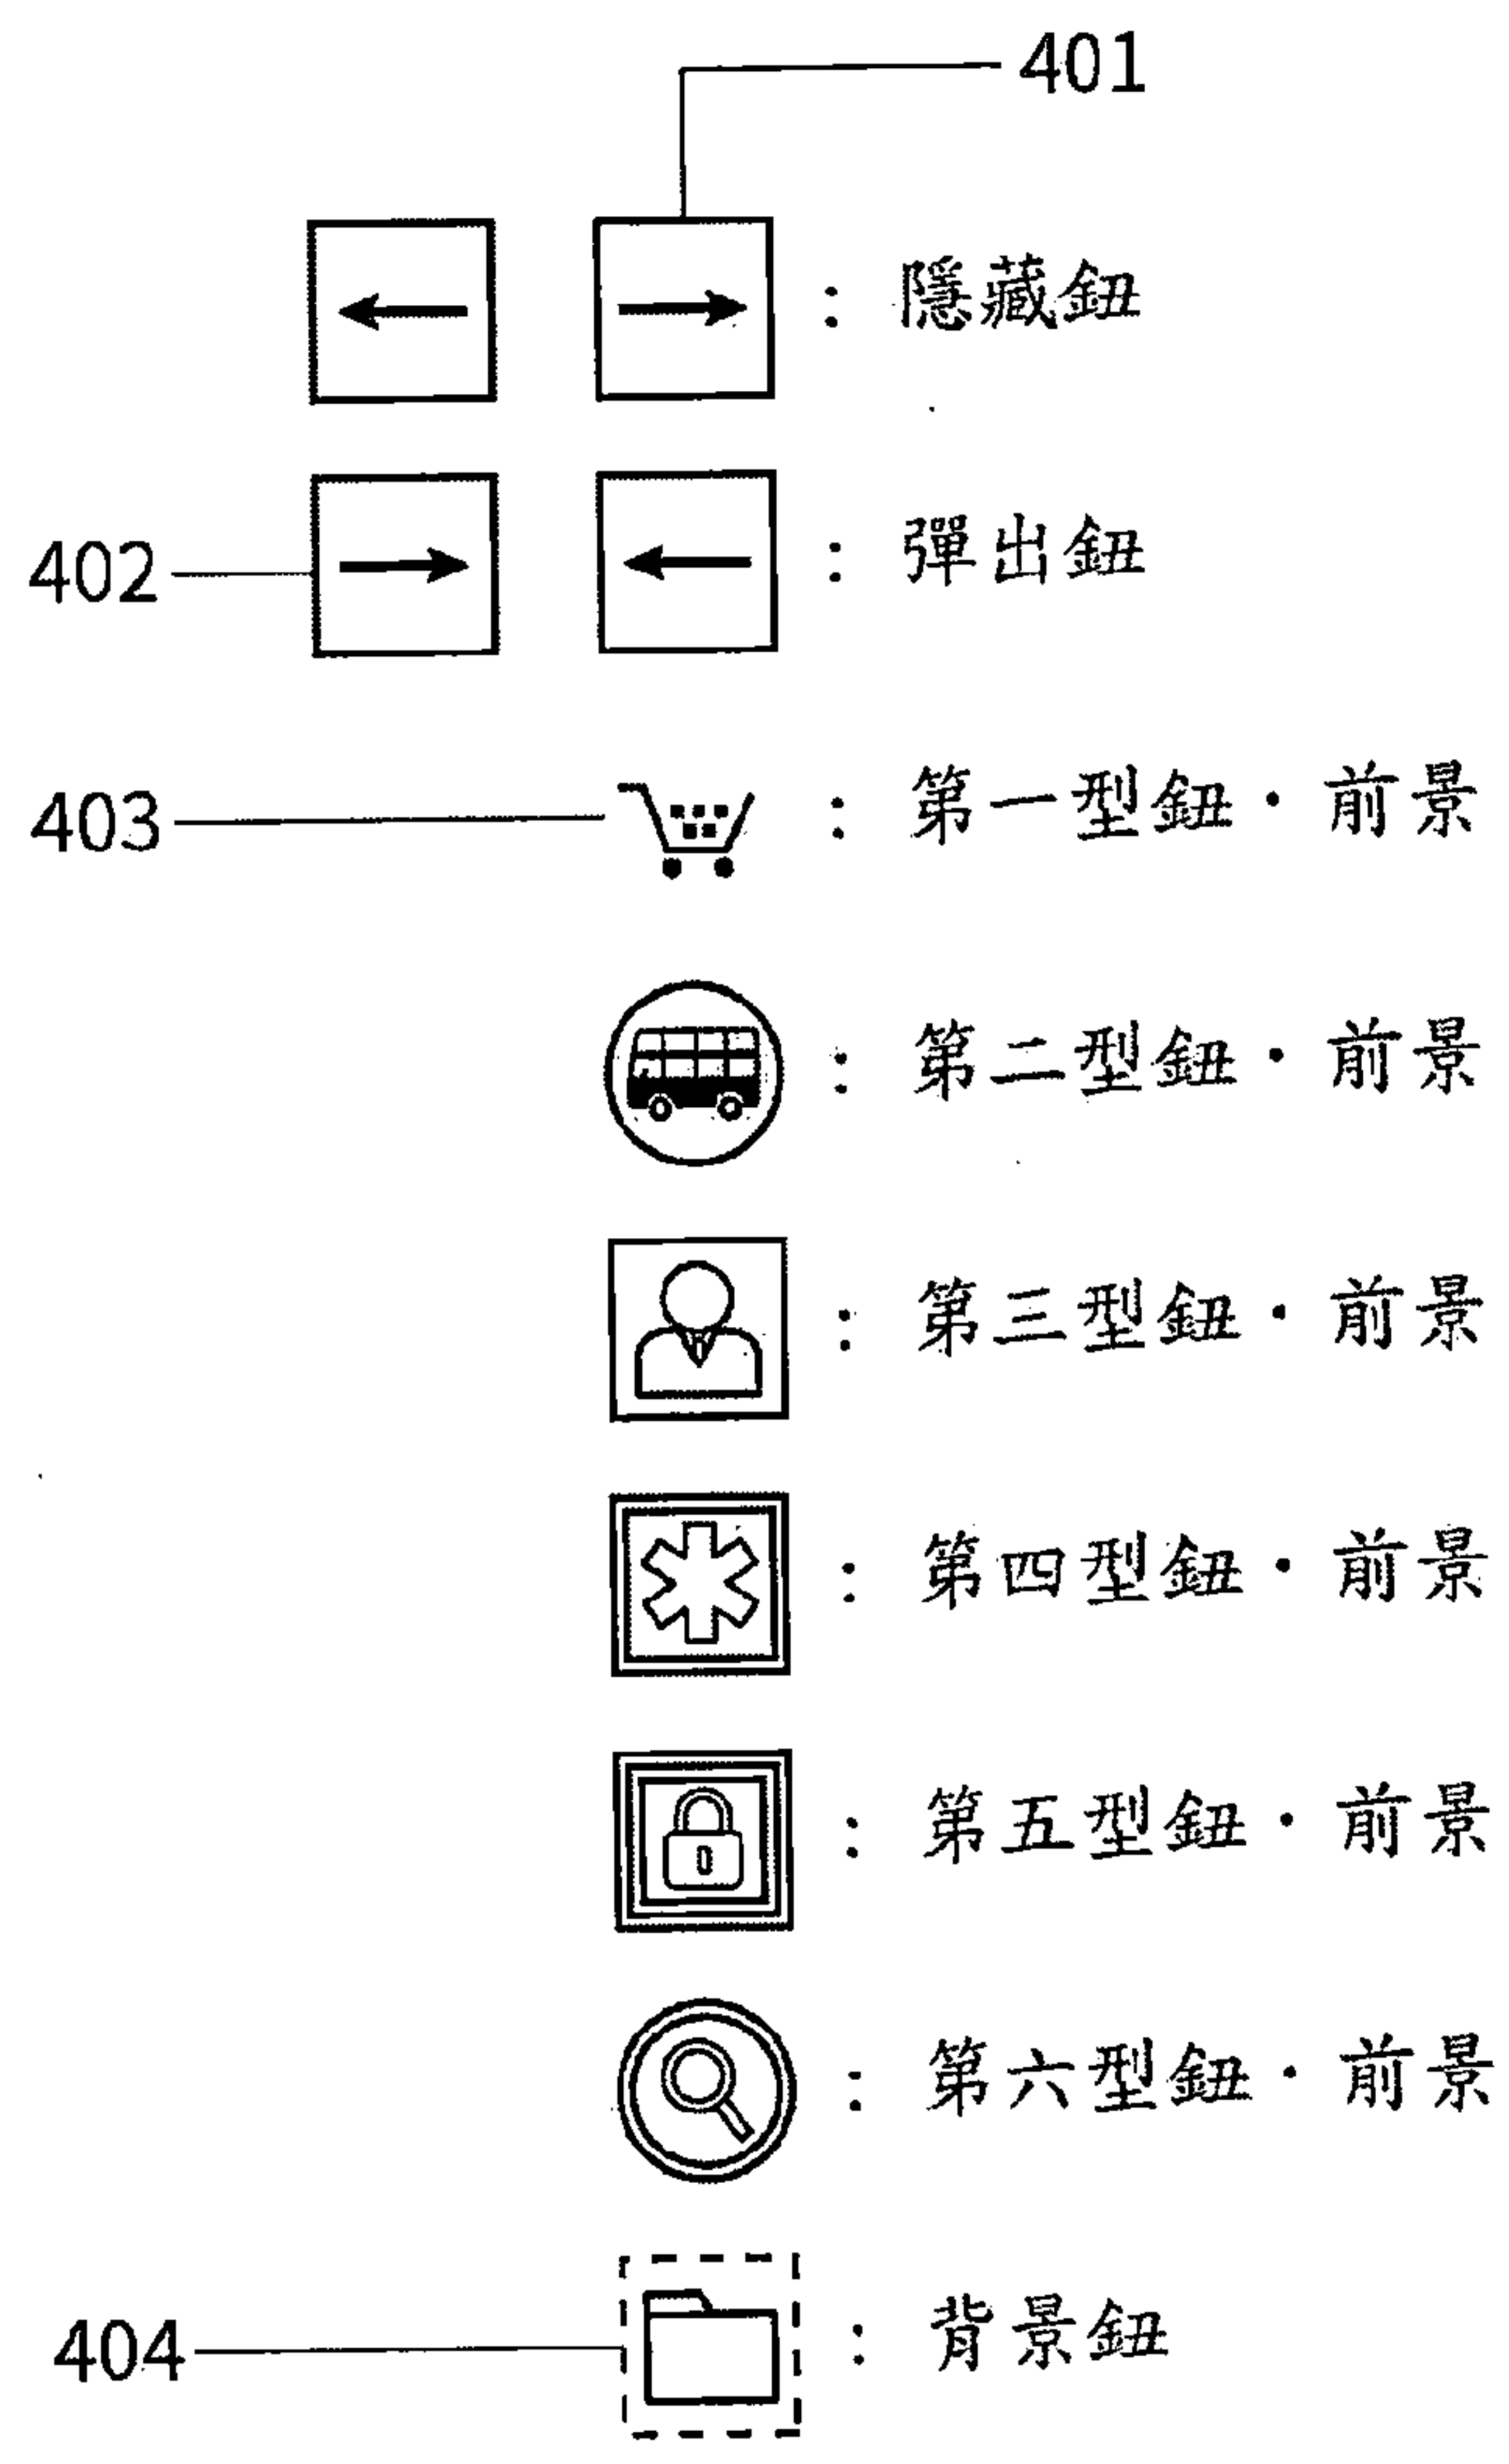 401
：隱藏鈕
402
：彈出鈕
403
：第一型鈕·前景
：第二型鈕·前景
：第三型鈕·前景
：第四型鈕·前景
：第五型鈕·前景
：第六型鈕·前景
404
：背景鈕